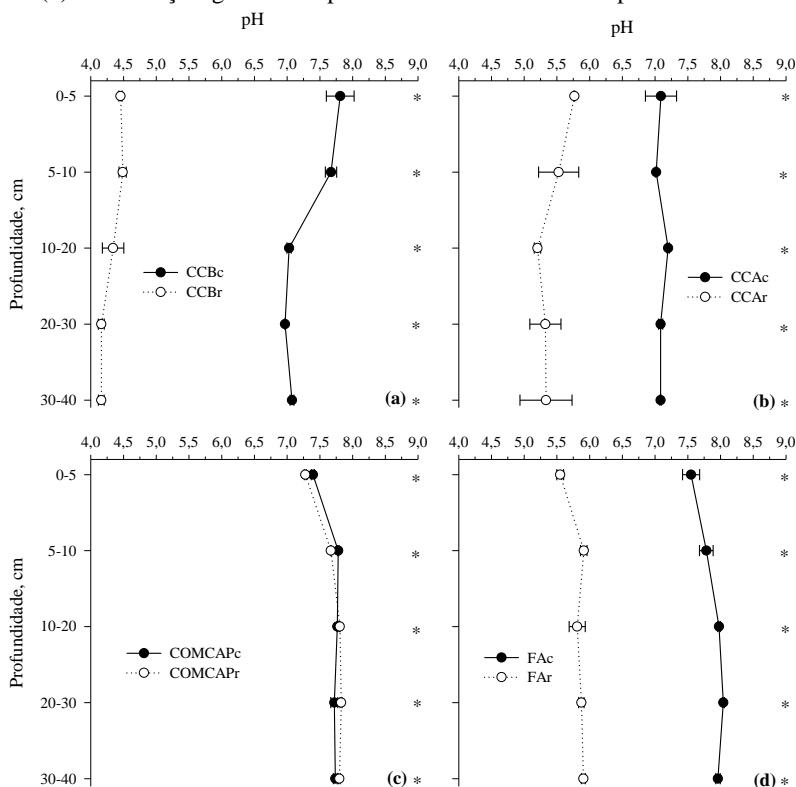 pH
pH
4,0 4,5 5,0 5,5 6,0 6,5 7,0 7,5 8,0 8,5 9,0
4,0 4,5 5,0 5,5 6,0 6,5 7,0 7,5 8,0 8,5 9,0
0-5 * *
5-10 * *
10-20 * *
20-30 * *
30-40 * *
Profundidade, cm
CCBc
CCBr
(a)
CCAc
CCAr
(b)
4,0 4,5 5,0 5,5 6,0 6,5 7,0 7,5 8,0 8,5 9,0
4,0 4,5 5,0 5,5 6,0 6,5 7,0 7,5 8,0 8,5 9,0
0-5 * *
5-10 * *
10-20 * *
20-30 * *
30-40 * *
Profundidade, cm
COMCAPc
COMCAPr
(c)
FAc
FAr
(d)